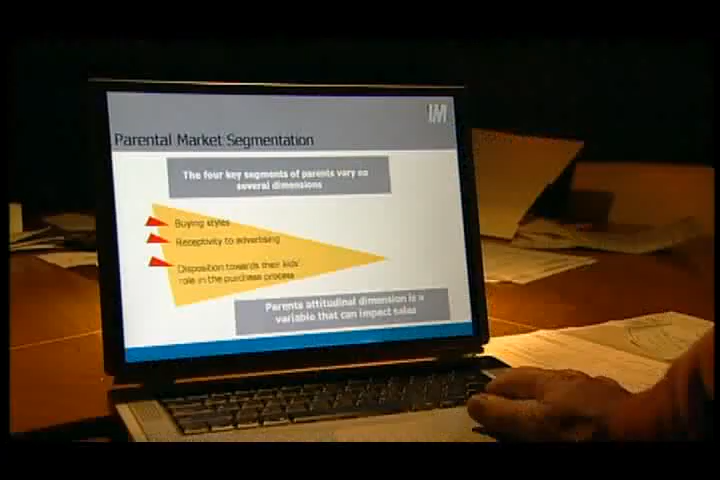 IM
Parental Market Segmentation
The four key segments of parents vary on
several dimensions
Buying styles
Receptivity to advertising
Disposition towards their kids'
role in the purchase process
Parents attitudinal dimension is a
variable that can impact sales